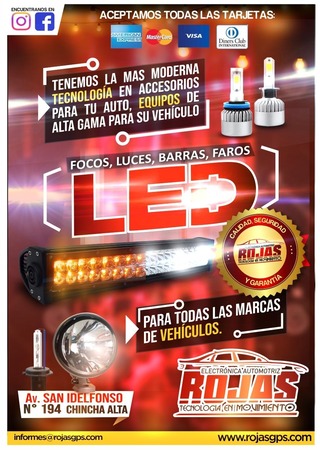 ENCUENTRANOS EN
ACEPTAMOS TODAS LAS TARJETAS:
AMERICAN EXPRESS
MasterCard
VISA
Diners Club
INTERNATIONAL
TENEMOS LA MAS MODERNA
TECNOLOGÍA EN ACCESORIOS
PARA TU AUTO, EQUIPOS DE
ALTA GAMA PARA SU VEHÍCULO
FOCOS, LUCES, BARRAS, FAROS
LED
CALIDAD, SEGURIDAD
ROJAS
Y GARANTÍA
PARA TODAS LAS MARCAS
DE VEHÍCULOS.
ELECTRÓNICA AUTOMOTRIZ
ROJAS
TECNOLOGÍA EN MOVIMIENTO
Av. SAN IDELFONSO
N° 194 CHINCHA ALTA
informes@rojasgps.com
www.rojasgps.com